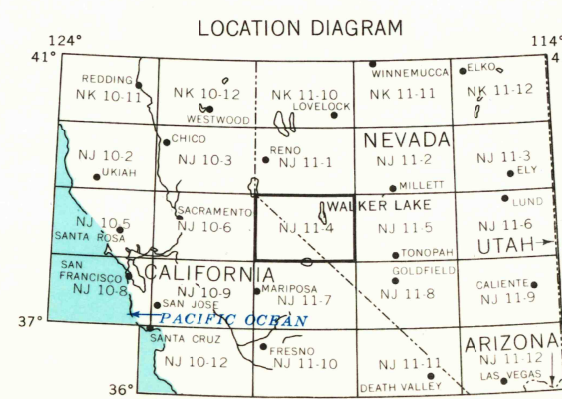 LOCATION DIAGRAM
124° 114°
41° 4
REDDING
NK 10-11
NK 10-12
WESTWOOD
NK 11-10
LOVELOCK
WINNEMUCCA
NK 11-11
ELKO
NK 11-12
NJ 10-2
UKIAH
CHICO
NJ 10-3
RENO
NJ 11-1
NEVADA
NJ 11-2
MILLETT
NJ 11-3
ELY
NJ 10-5
SANTA ROSA
SACRAMENTO
NJ 10-6
WALKER LAKE
NJ 11-4
NJ 11-5
TONOPAH
LUND
NJ 11-6
UTAH
SAN
FRANCISCO
NJ 10-8
CALIFORNIA
NJ 10-9
SAN JOSE
MARIPOSA
NJ 11-7
GOLDFIELD
NJ 11-8
CALIENTE
NJ 11-9
37°
PACIFIC OCEAN
SANTA CRUZ
NJ 10-12
FRESNO
NJ 11-10
NJ 11-11
DEATH VALLEY
ARIZONA
NJ 11-12
LAS VEGAS
36°